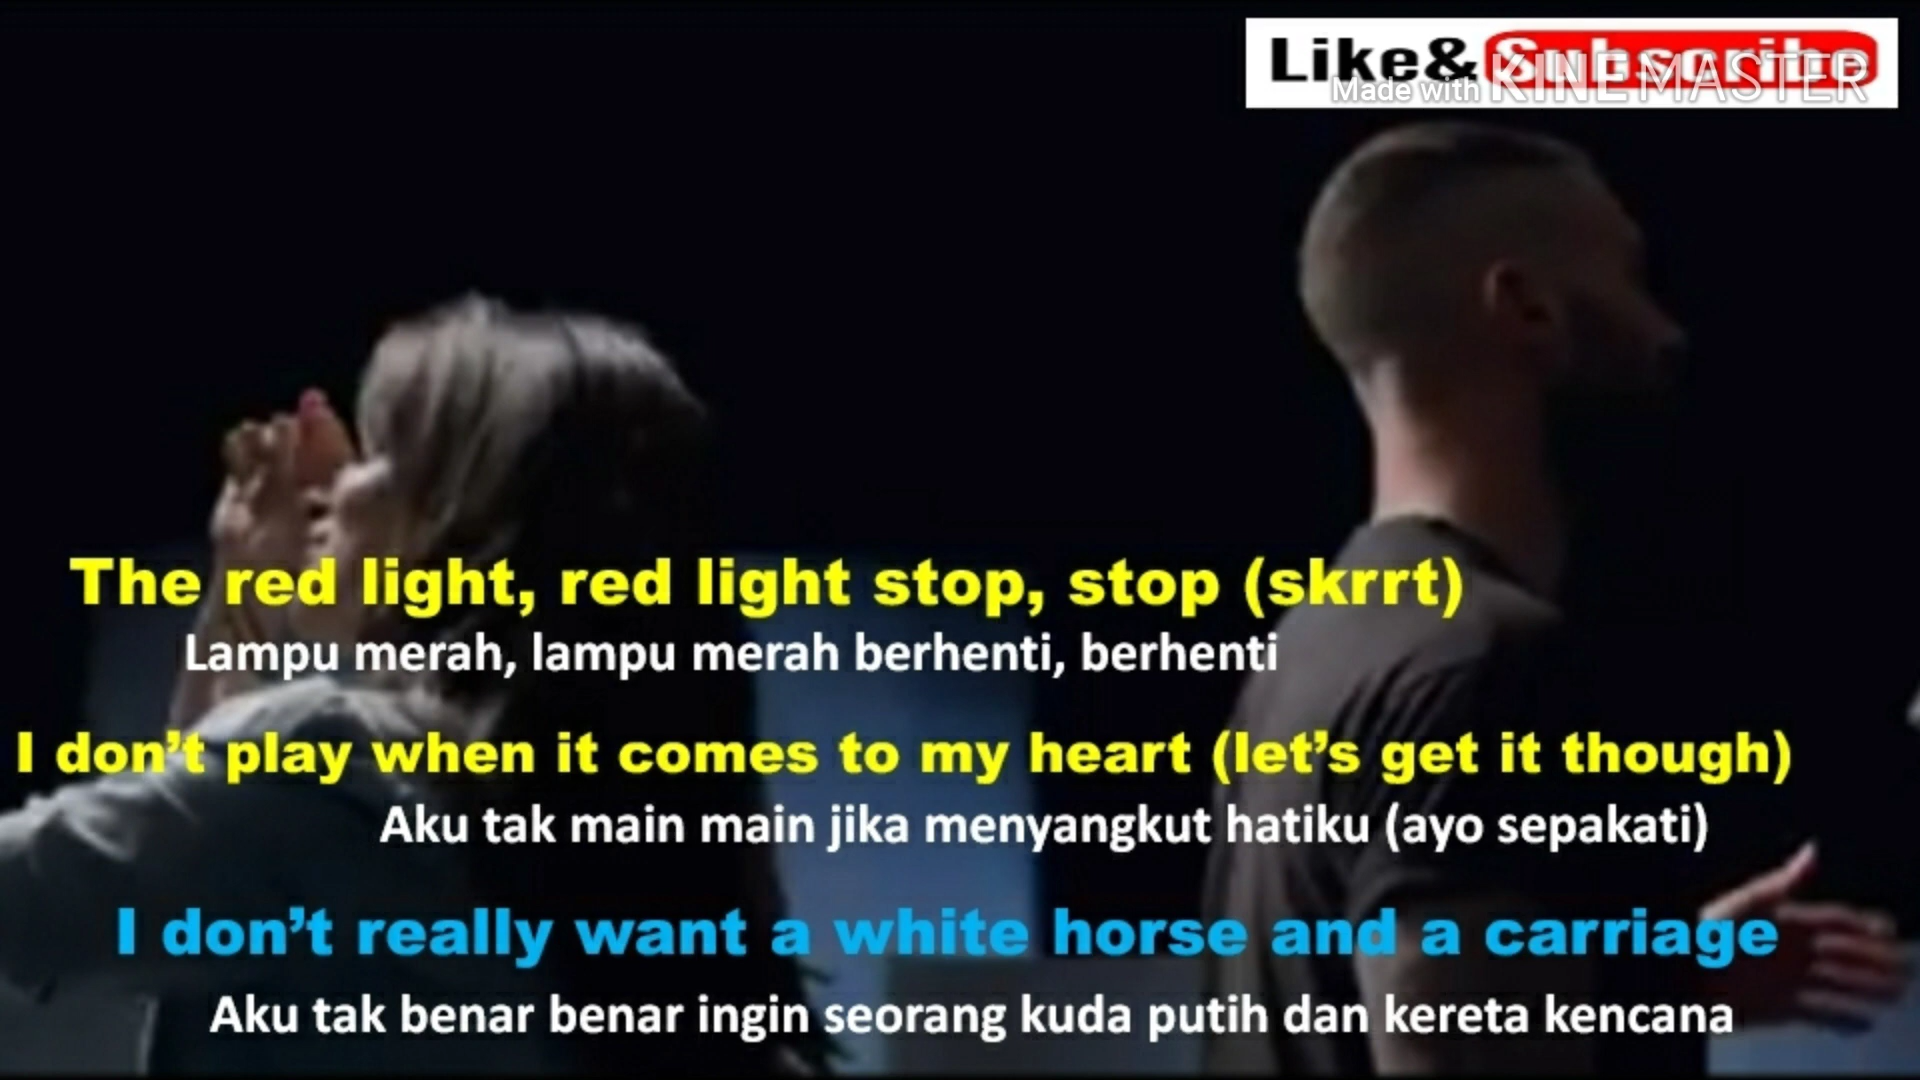 Like& Subscribe
Made with KINEMASTER
The red light, red light stop, stop (skrrt)
Lampu merah, lampu merah berhenti, berhenti
I don't play when it comes to my heart (let's get it though)
Aku tak main main jika menyangkut hatiku (ayo sepakati)
I don't really want a white horse and a carriage
Aku tak benar benar ingin seorang kuda putih dan kereta kencana